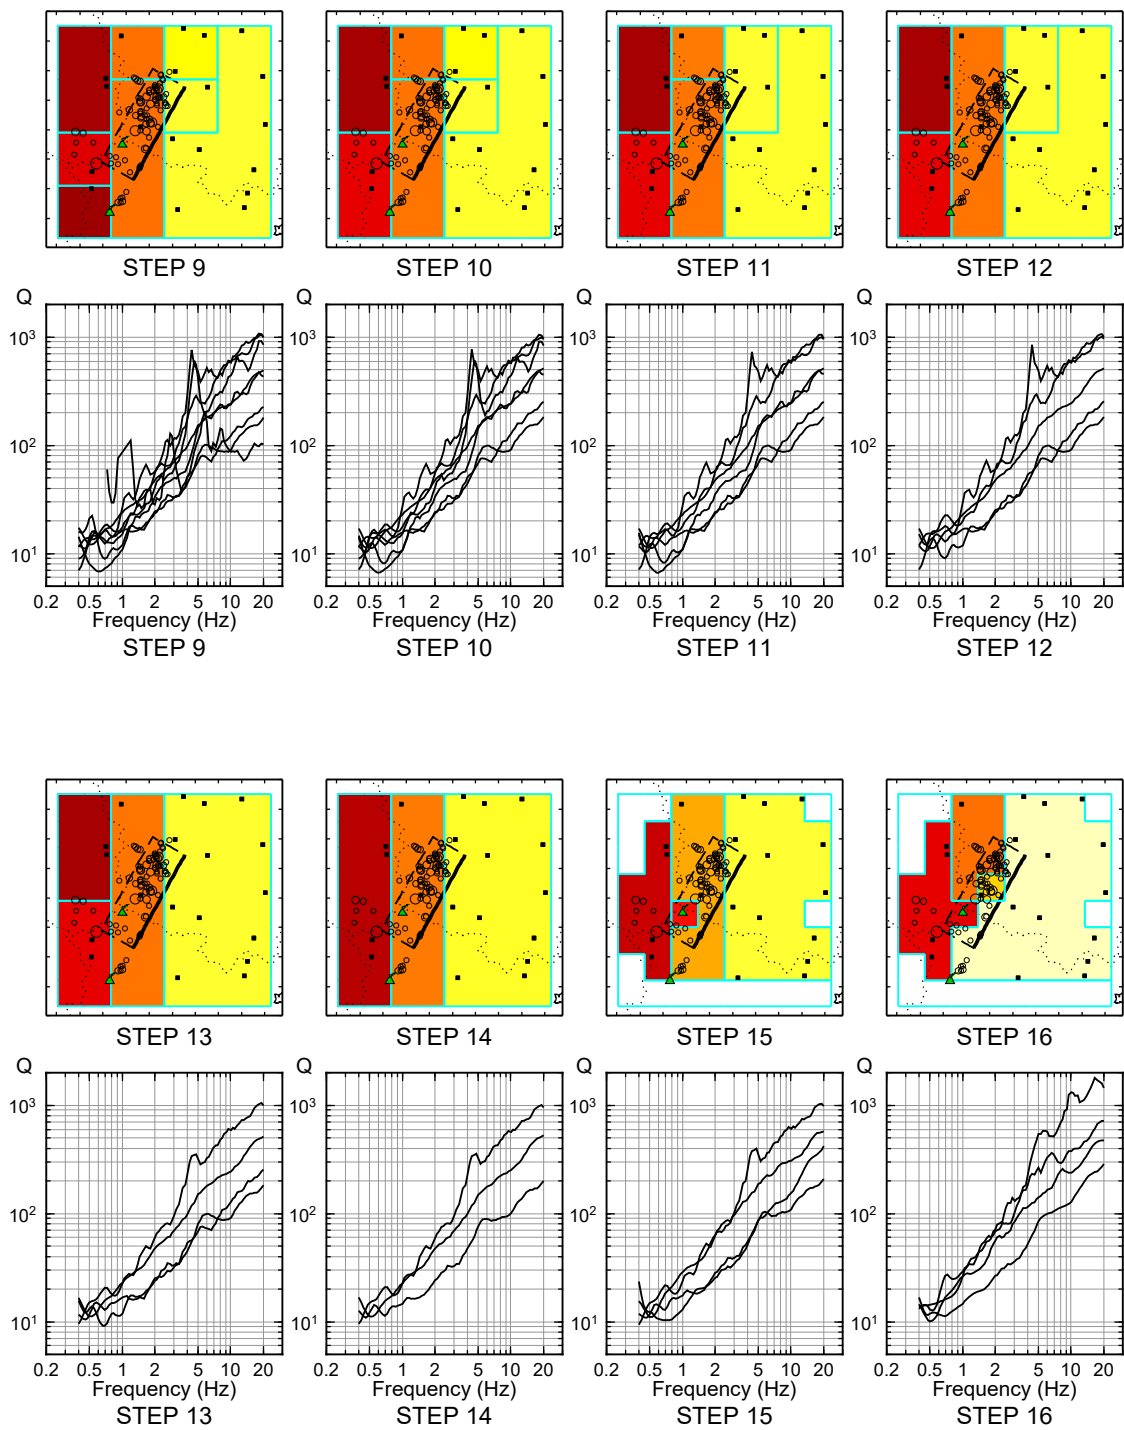 STEP 9 STEP 10 STEP 11 STEP 12
Q Q Q Q
10³ 10³ 10³ 10³
10² 10² 10² 10²
10¹ 10¹ 10¹ 10¹
0.2 0.5 1 2 5 10 20 0.2 0.5 1 2 5 10 20 0.2 0.5 1 2 5 10 20 0.2 0.5 1 2 5 10 20
Frequency (Hz) Frequency (Hz) Frequency (Hz) Frequency (Hz)
STEP 9 STEP 10 STEP 11 STEP 12
STEP 13 STEP 14 STEP 15 STEP 16
Q Q Q Q
10³ 10³ 10³ 10³
10² 10² 10² 10²
10¹ 10¹ 10¹ 10¹
0.2 0.5 1 2 5 10 20 0.2 0.5 1 2 5 10 20 0.2 0.5 1 2 5 10 20 0.2 0.5 1 2 5 10 20
Frequency (Hz) Frequency (Hz) Frequency (Hz) Frequency (Hz)
STEP 13 STEP 14 STEP 15 STEP 16